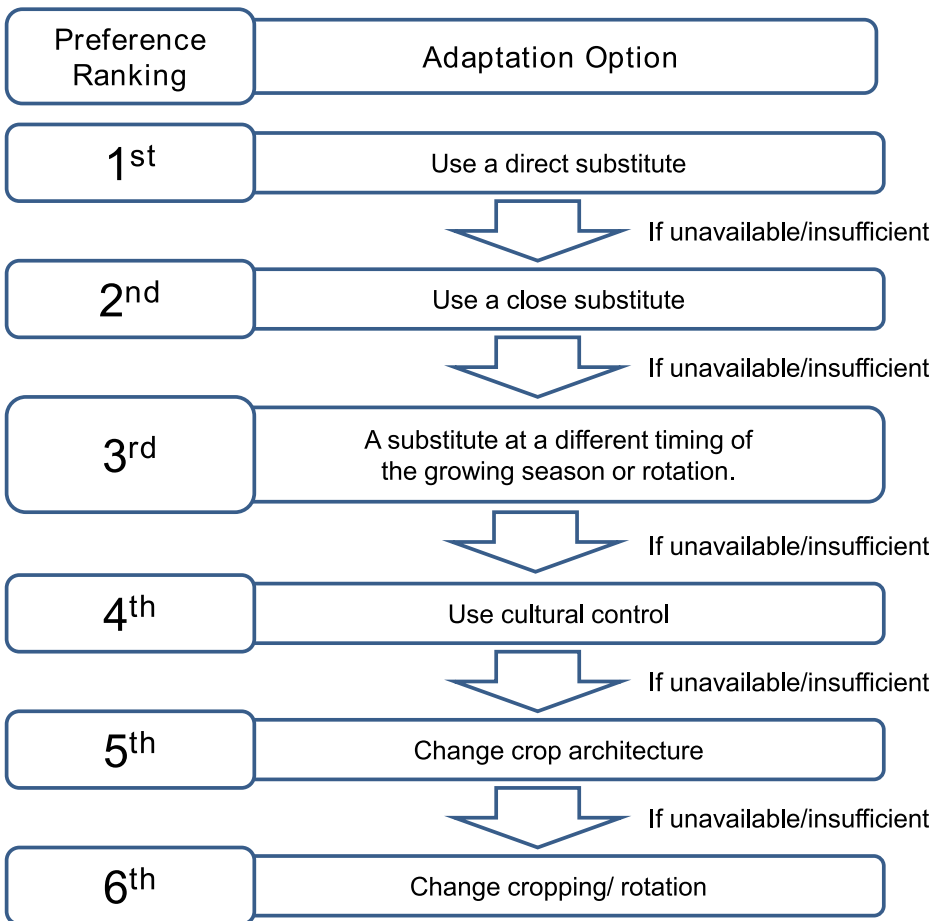 Preference
Ranking
Adaptation Option
1st
Use a direct substitute
If unavailable/insufficient
2nd
Use a close substitute
If unavailable/insufficient
3rd
A substitute at a different timing of
the growing season or rotation.
If unavailable/insufficient
4th
Use cultural control
If unavailable/insufficient
5th
Change crop architecture
If unavailable/insufficient
6th
Change cropping/ rotation